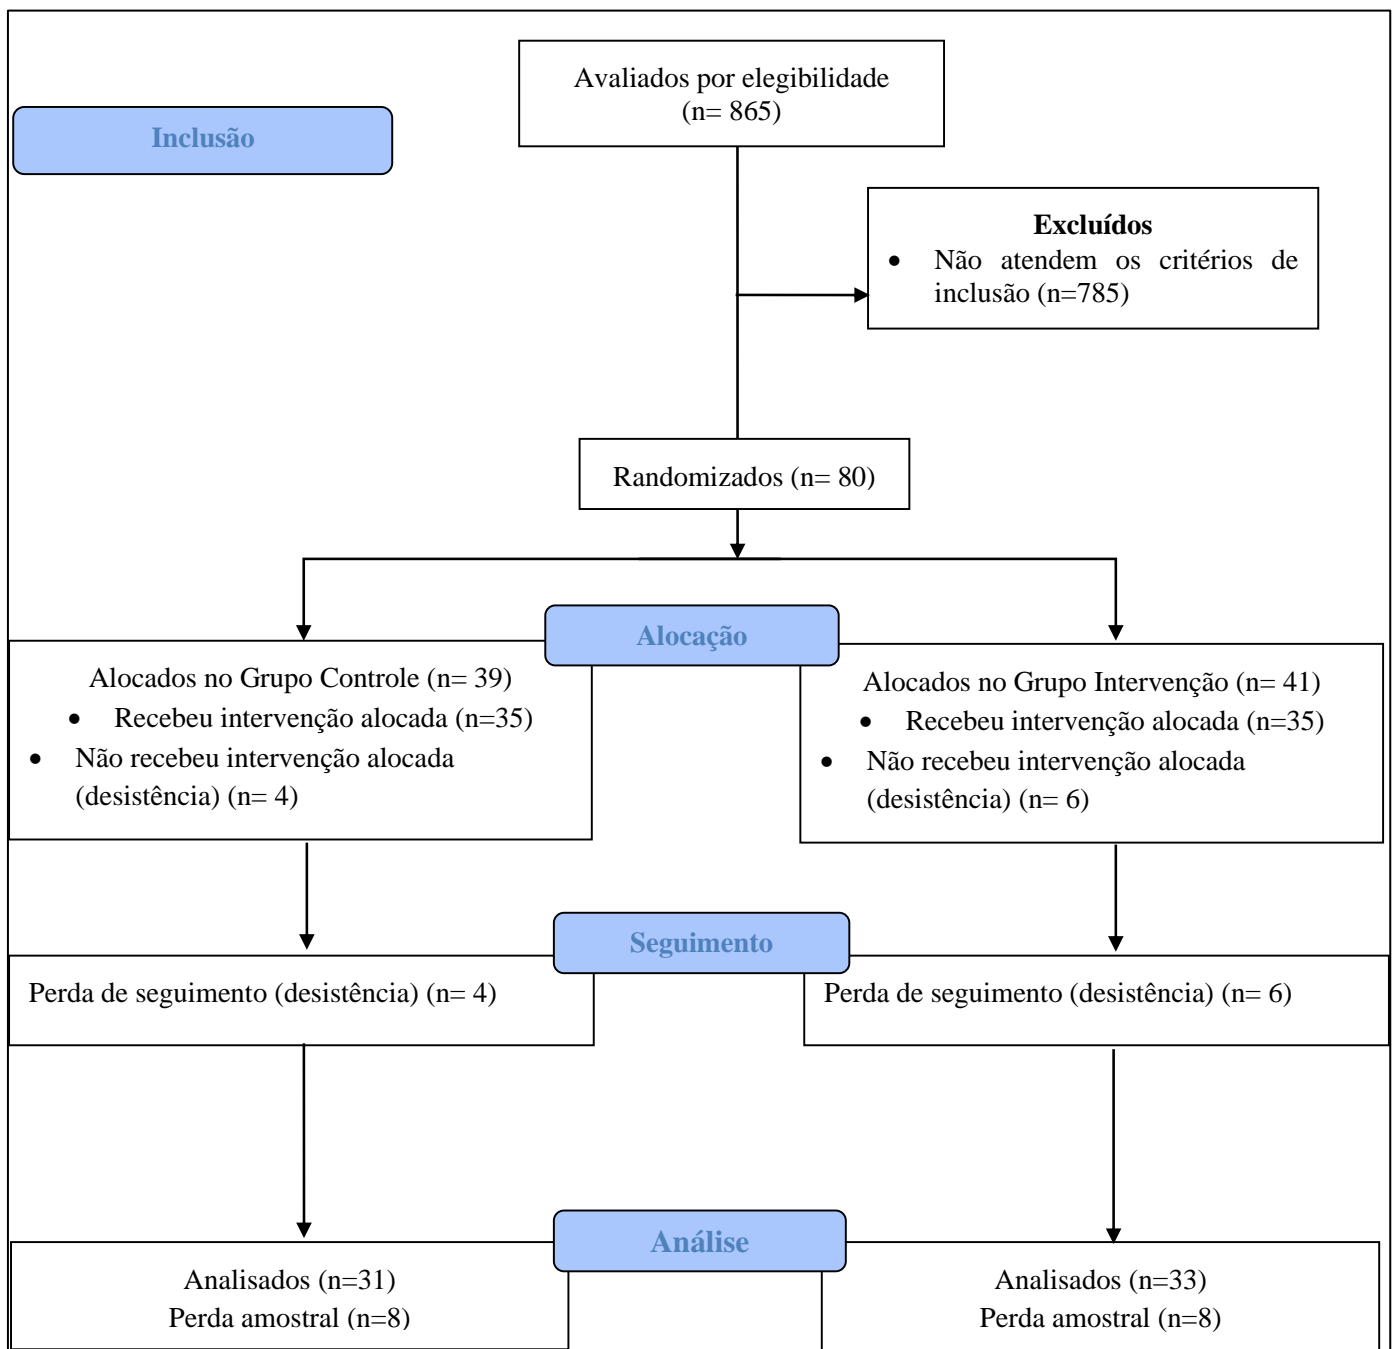 Avaliados por elegibilidade
(n= 865)
Inclusão
Excluídos
• Não atendem os critérios de
inclusão (n=785)
Randomizados (n= 80)
Alocação
Alocados no Grupo Controle (n= 39)
• Recebeu intervenção alocada (n=35)
• Não recebeu intervenção alocada
(desistência) (n= 4)
Alocados no Grupo Intervenção (n= 41)
• Recebeu intervenção alocada (n=35)
• Não recebeu intervenção alocada
(desistência) (n= 6)
Seguimento
Perda de seguimento (desistência) (n= 4)
Perda de seguimento (desistência) (n= 6)
Análise
Analisados (n=31)
Perda amostral (n=8)
Analisados (n=33)
Perda amostral (n=8)